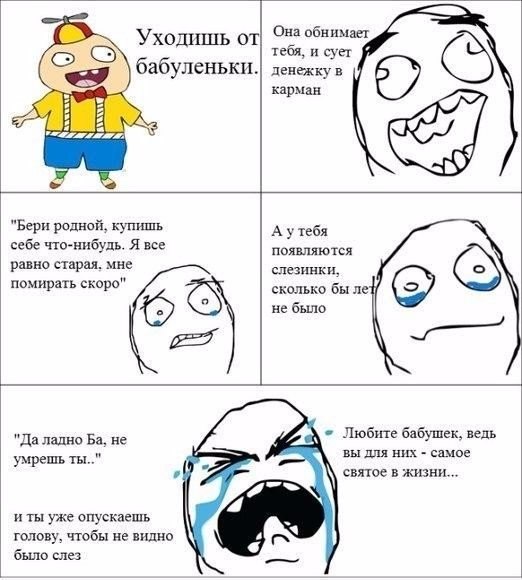 Уходишь от
бабуленьки.
Она обнимает
тебя, и сует
денежку в
карман
"Бери родной, купишь
себе что-нибудь. Я все
равно старая, мне
помирать скоро"
А у тебя
появляются
слезинки,
сколько бы лет
не было
"Да ладно Ба, не
умрешь ты.."
и ты уже опускаешь
голову, чтобы не видно
было слез
Любите бабушек, ведь
вы для них - самое
святое в жизни...